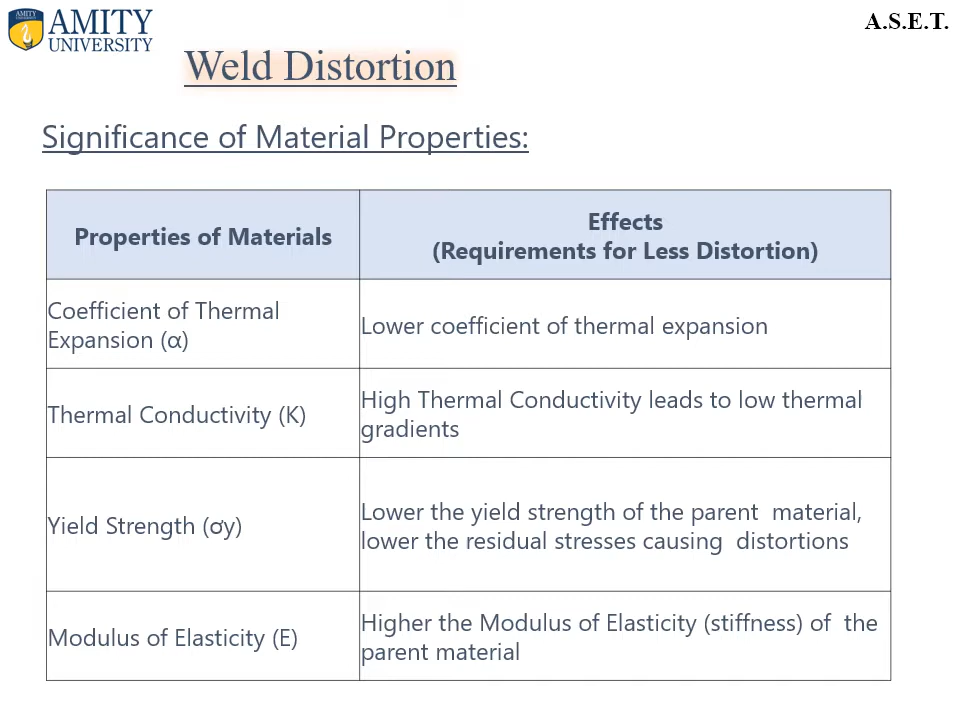 AMITY
UNIVERSITY
AMITY
UNIVERSITY
A.S.E.T.
Weld Distortion
Significance of Material Properties:
Properties of Materials
Effects
(Requirements for Less Distortion)
Coefficient of Thermal
Expansion (α)
Lower coefficient of thermal expansion
Thermal Conductivity (K)
High Thermal Conductivity leads to low thermal
gradients
Yield Strength (σy)
Lower the yield strength of the parent  material,
lower the residual stresses causing  distortions
Modulus of Elasticity (E)
Higher the Modulus of Elasticity (stiffness) of  the
parent material